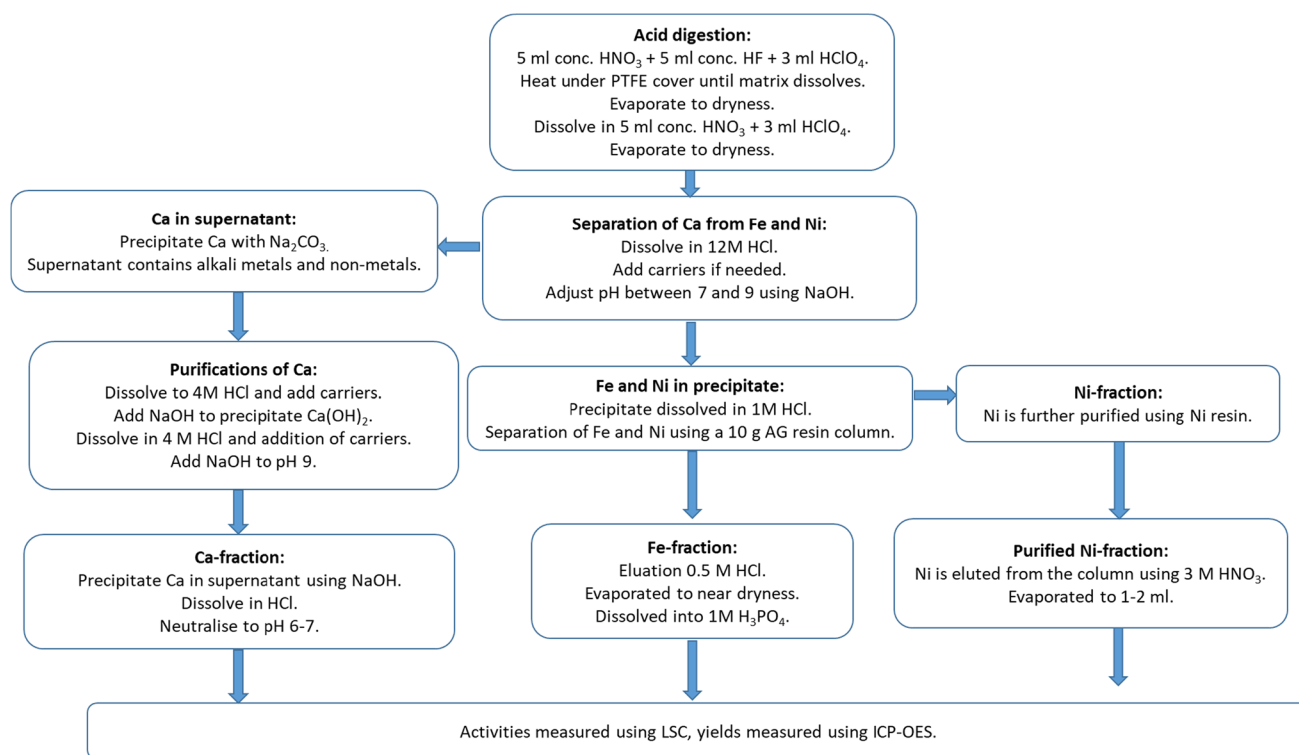 Acid digestion:
5 ml conc. HNO₃ + 5 ml conc. HF + 3 ml HClO₄.
Heat under PTFE cover until matrix dissolves.
Evaporate to dryness.
Dissolve in 5 ml conc. HNO₃ + 3 ml HClO₄.
Evaporate to dryness.
Ca in supernatant:
Precipitate Ca with Na₂CO₃.
Supernatant contains alkali metals and non-metals.
Separation of Ca from Fe and Ni:
Dissolve in 12M HCl.
Add carriers if needed.
Adjust pH between 7 and 9 using NaOH.
Purifications of Ca:
Dissolve to 4M HCl and add carriers.
Add NaOH to precipitate Ca(OH)₂.
Dissolve in 4 M HCl and addition of carriers.
Add NaOH to pH 9.
Fe and Ni in precipitate:
Precipitate dissolved in 1M HCl.
Separation of Fe and Ni using a 10 g AG resin column.
Ni-fraction:
Ni is further purified using Ni resin.
Ca-fraction:
Precipitate Ca in supernatant using NaOH.
Dissolve in HCl.
Neutralise to pH 6-7.
Fe-fraction:
Eluation 0.5 M HCl.
Evaporated to near dryness.
Dissolved into 1M H₃PO₄.
Purified Ni-fraction:
Ni is eluted from the column using 3 M HNO₃.
Evaporated to 1-2 ml.
Activities measured using LSC, yields measured using ICP-OES.